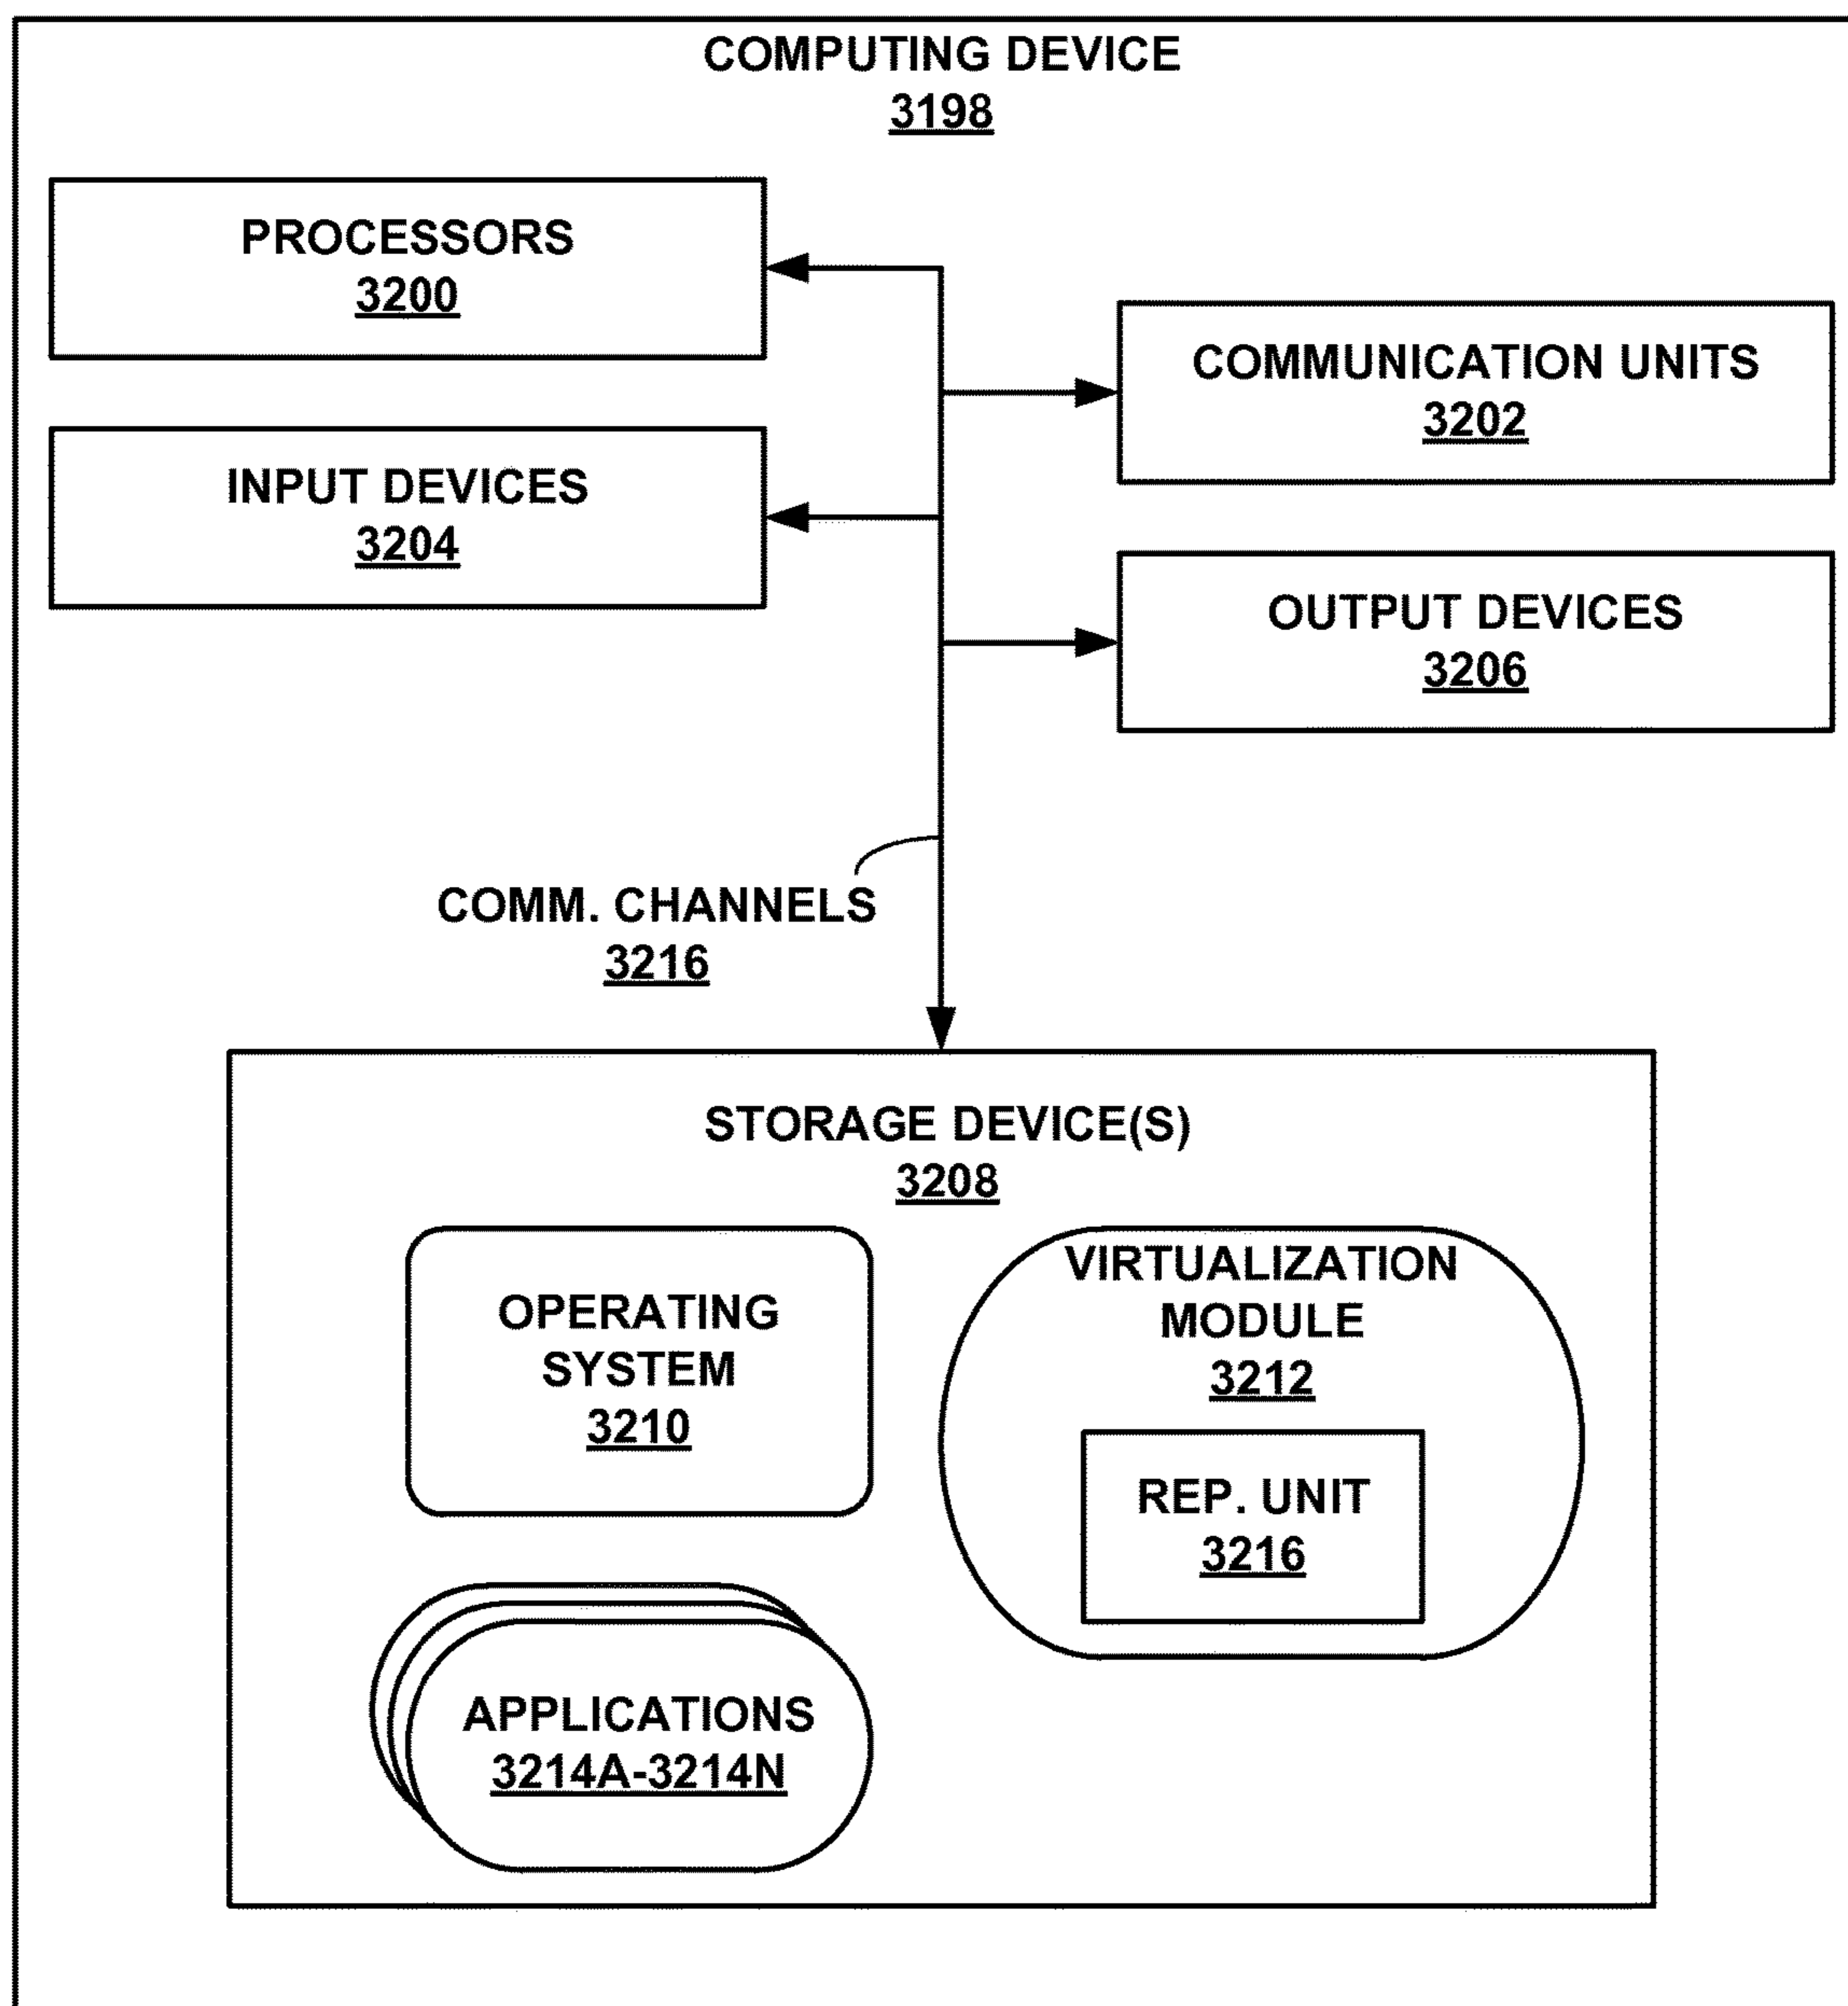 COMPUTING DEVICE
3198
PROCESSORS
3200
COMMUNICATION UNITS
3202
INPUT DEVICES
3204
OUTPUT DEVICES
3206
COMM. CHANNELS
3216
STORAGE DEVICE(S)
3208
OPERATING
SYSTEM
3210
VIRTUALIZATION
MODULE
3212
REP. UNIT
3216
APPLICATIONS
3214A-3214N